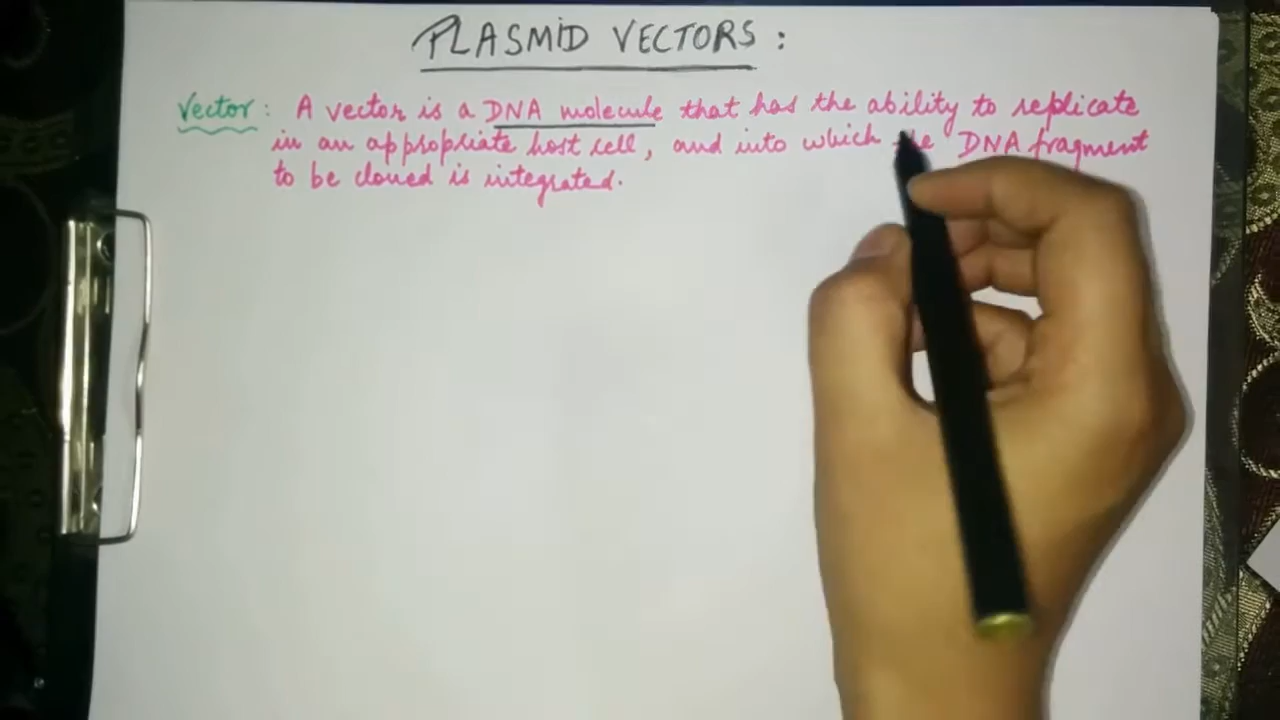 PLASMID VECTORS :
Vector : A vector is a DNA molecule that has the ability to replicate
in an appropriate host cell, and into which the DNA fragment
to be cloned is integrated.